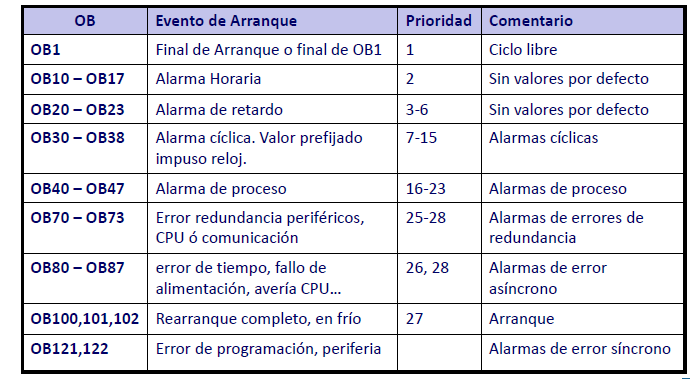 OB Evento de Arranque Prioridad Comentario
OB1 Final de Arranque o final de OB1 1 Ciclo libre
OB10 – OB17 Alarma Horaria 2 Sin valores por defecto
OB20 – OB23 Alarma de retardo 3-6 Sin valores por defecto
OB30 – OB38 Alarma cíclica. Valor prefijado 7-15 Alarmas cíclicas
impuso reloj.
OB40 – OB47 Alarma de proceso 16-23 Alarmas de proceso
OB70 – OB73 Error redundancia periféricos, 25-28 Alarmas de errores de
CPU ó comunicación redundancia
OB80 – OB87 error de tiempo, fallo de 26, 28 Alarmas de error
alimentación, avería CPU… asíncrono
OB100,101,102 Rearranque completo, en frío 27 Arranque
OB121,122 Error de programación, periferia Alarmas de error síncrono